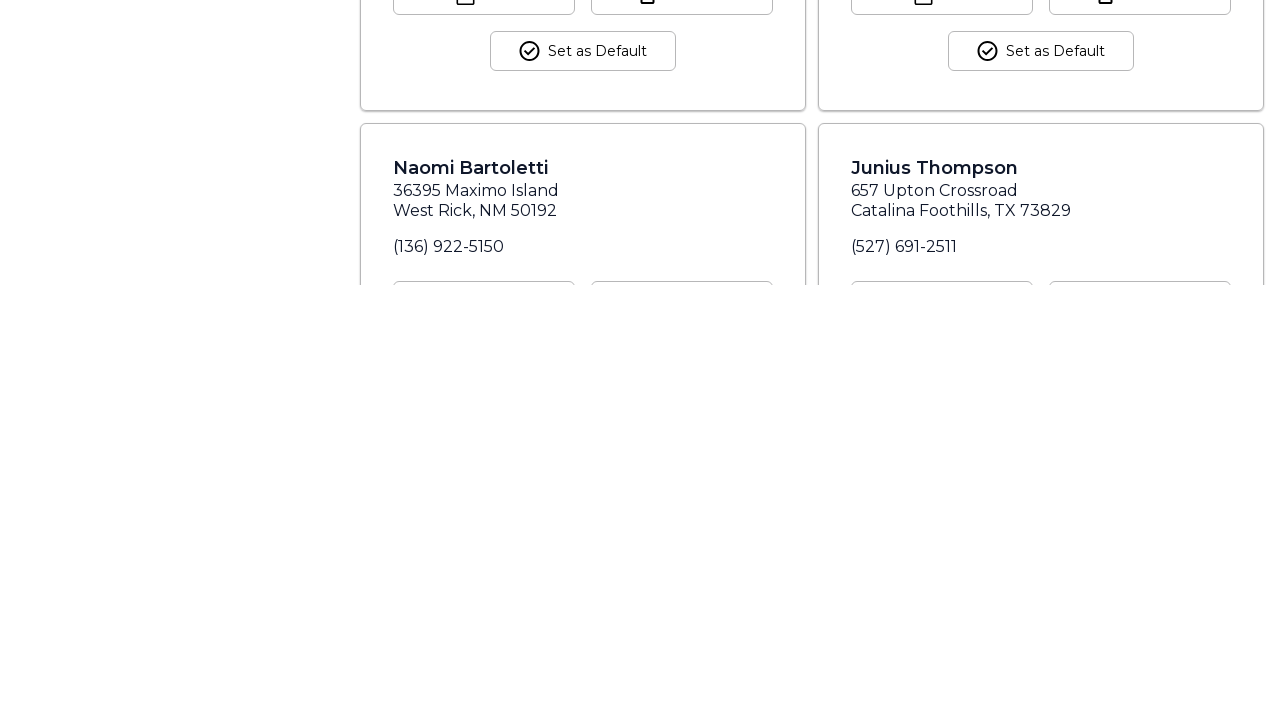 Set as Default
Set as Default
Naomi Bartoletti
36395 Maximo Island
West Rick, NM 50192
(136) 922-5150
Junius Thompson
657 Upton Crossroad
Catalina Foothills, TX 73829
(527) 691-2511